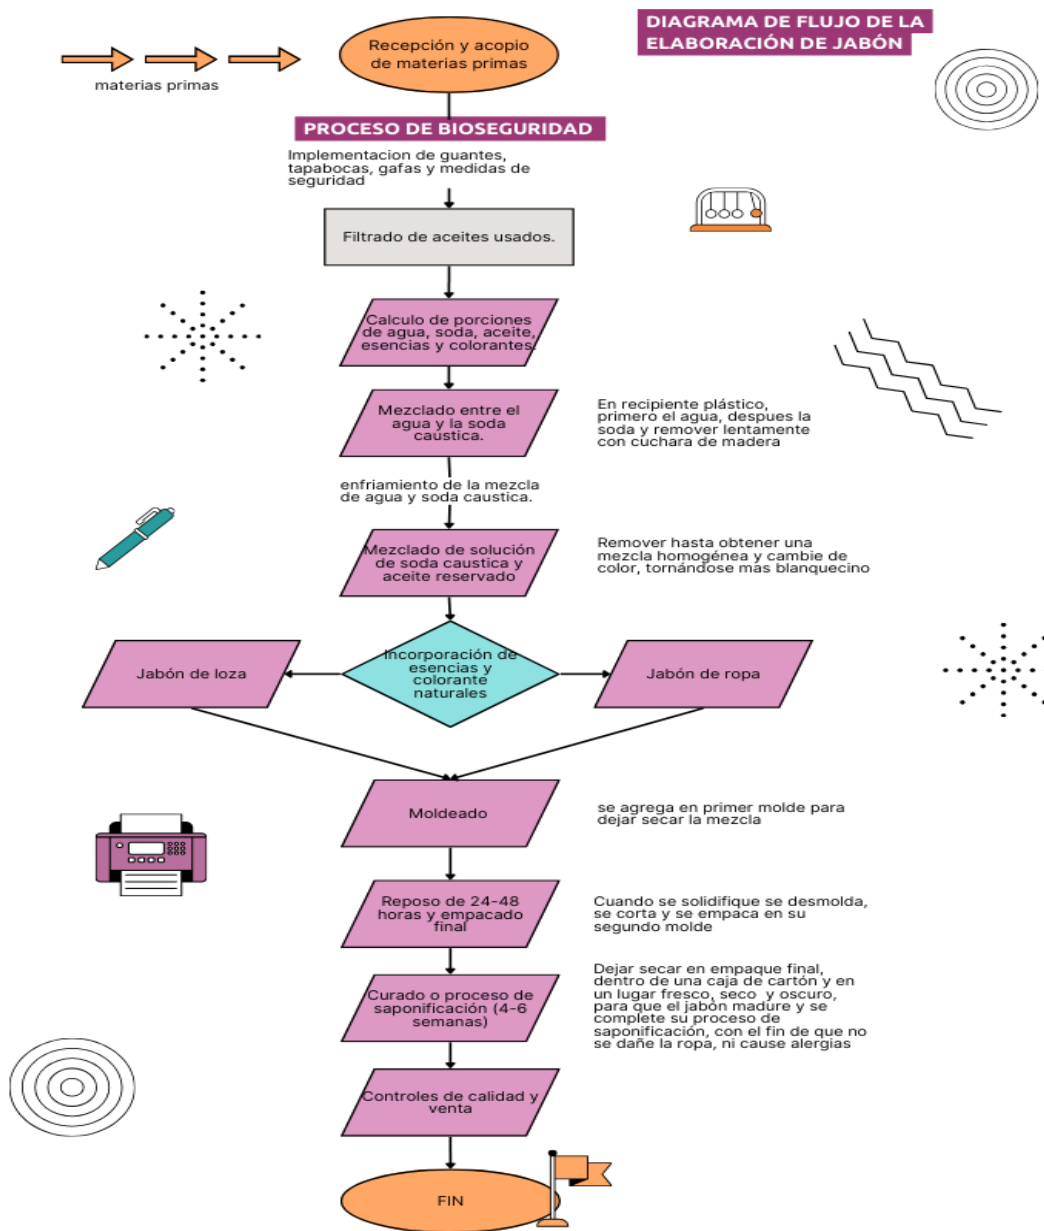 DIAGRAMA DE FLUJO DE LA
ELABORACIÓN DE JABÓN
materias primas
Recepción y acopio
de materias primas
PROCESO DE BIOSEGURIDAD
Implementacion de guantes,
tapabocas, gafas y medidas de
seguridad
Filtrado de aceites usados.
Calculo de porciones
de agua, soda, aceite,
esencias y colorantes.
Mezclado entre el
agua y la soda
caustica.
En recipiente plástico,
primero el agua, despues la
soda y remover lentamente
con cuchara de madera
enfriamiento de la mezcla
de agua y soda caustica.
Mezclado de solución
de soda caustica y
aceite reservado
Remover hasta obtener una
mezcla homogénea y cambie de
color, tornándose mas blanquecino
Jabón de loza
Incorporación de
esencias y
colorante
naturales
Jabón de ropa
Moldeado
se agrega en primer molde para
dejar secar la mezcla
Reposo de 24-48
horas y empacado
final
Cuando se solidifique se desmolda,
se corta y se empaca en su
segundo molde
Curado o proceso de
saponificación (4-6
semanas)
Dejar secar en empaque final,
dentro de una caja de cartón y en
un lugar fresco, seco y oscuro,
para que el jabón madure y se
complete su proceso de
saponificación, con el fin de que no
se dañe la ropa, ni cause alergias
Controles de calidad y
venta
FIN